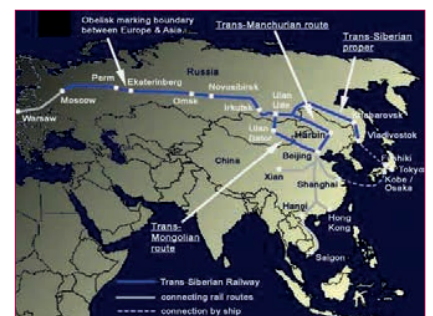 Obelisk marking boundary
between Europe & Asia.
Trans-Manchurian route
Trans-Siberian
proper
Russia
Perm
Ekaterinberg
Novosibirsk
Moscow
Omsk
Irkutsk
Ulan
Ude
Khabarovsk
Warsaw
Ulan
Bator
Harbin
Vladivostok
Fushiki
Tokyo
Kobe /
Osaka
China
Beijing
Xian
Shanghai
Trans-
Mongolian
route
Hanoi
Hong
Kong
Saigon
Trans-Siberian Railway
connecting rail routes
connection by ship